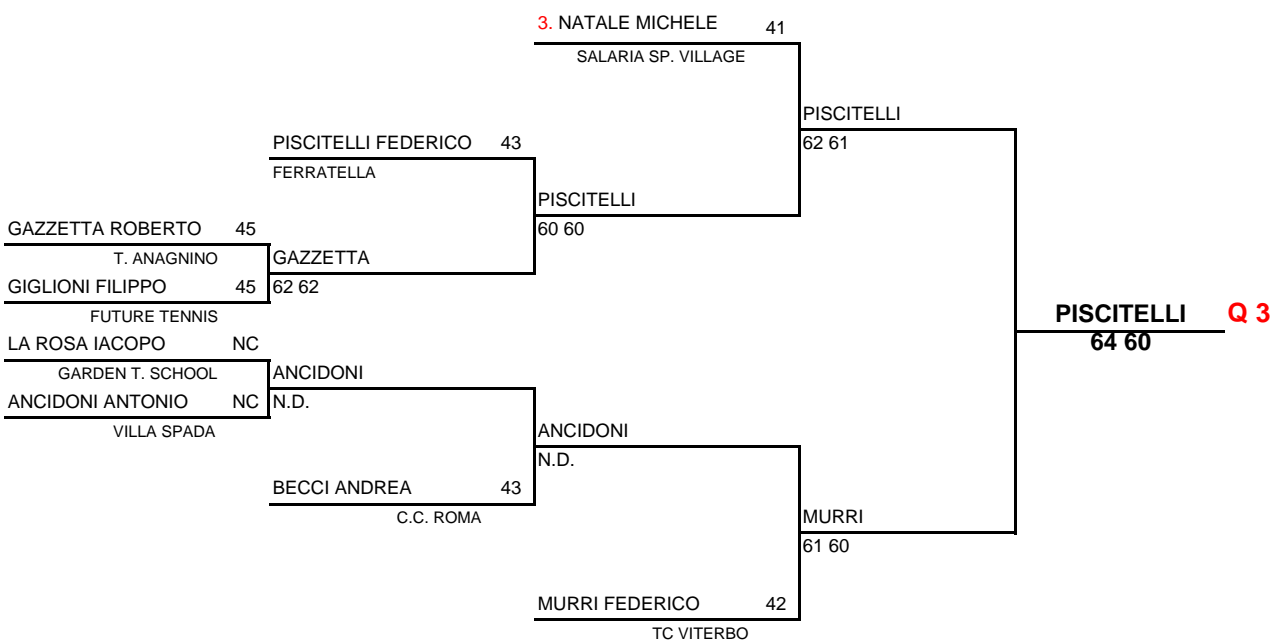 3. NATALE MICHELE 41
SALARIA SP. VILLAGE
PISCITELLI
62 61
PISCITELLI FEDERICO 43
FERRATELLA
PISCITELLI
60 60
GAZZETTA ROBERTO 45
T. ANAGNINO
GAZZETTA
62 62
GIGLIONI FILIPPO 45
FUTURE TENNIS
PISCITELLI Q 3
64 60
LA ROSA IACOPO NC
GARDEN T. SCHOOL
ANCIDONI
N.D.
ANCIDONI ANTONIO NC
VILLA SPADA
ANCIDONI
N.D.
BECCI ANDREA 43
C.C. ROMA
MURRI
61 60
MURRI FEDERICO 42
TC VITERBO